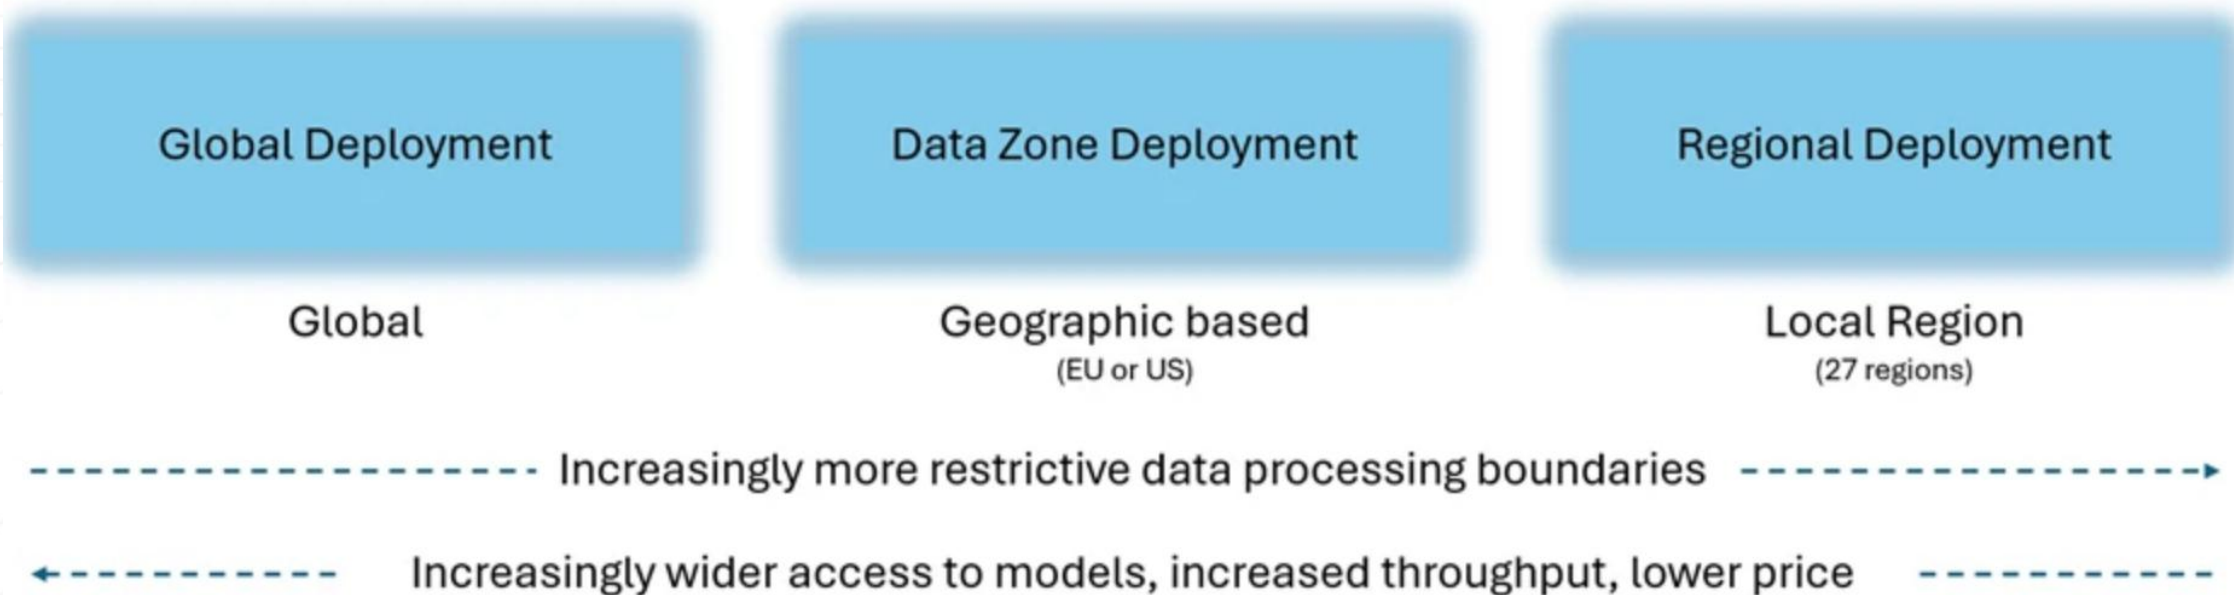 Global Deployment
Data Zone Deployment
Regional Deployment
Global
Geographic based
(EU or US)
Local Region
(27 regions)
Increasingly more restrictive data processing boundaries
Increasingly wider access to models, increased throughput, lower price